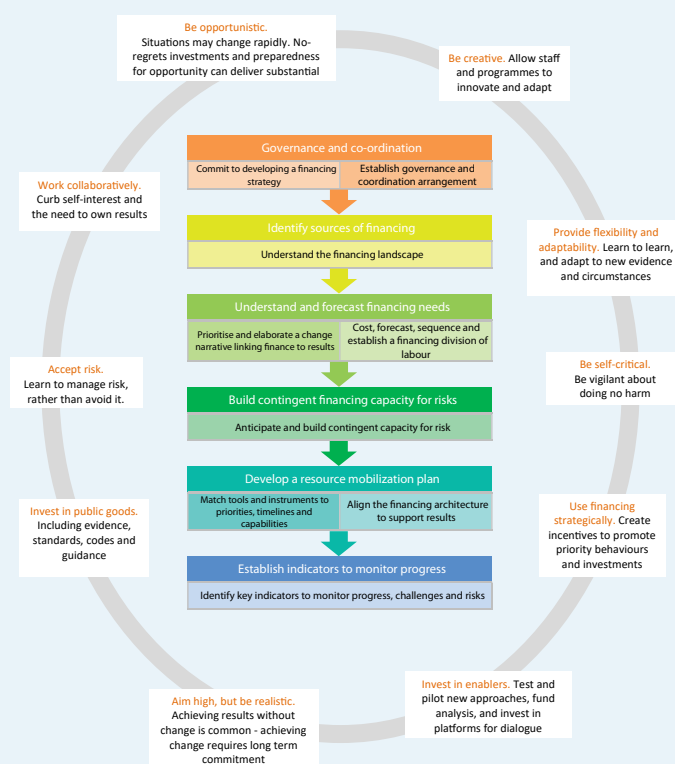 Be opportunistic.
Situations may change rapidly. No-
regrets investments and preparedness
for opportunity can deliver substantial
Be creative. Allow staff
and programmes to
innovate and adapt
Governance and co-ordination
Commit to developing a financing
strategy
Establish governance and
coordination arrangement
Work collaboratively.
Curb self-interest and
the need to own results
Identify sources of financing
Understand the financing landscape
Provide flexibility and
adaptability. Learn to learn,
and adapt to new evidence
and circumstances
Understand and forecast financing needs
Prioritise and elaborate a change
narrative linking finance to results
Cost, forecast, sequence and
establish a financing division of
labour
Accept risk.
Learn to manage risk,
rather than avoid it.
Be self-critical.
Be vigilant about
doing no harm
Build contingent financing capacity for risks
Anticipate and build contingent capacity for risk
Develop a resource mobilization plan
Match tools and instruments to
priorities, timelines and
capabilities
Align the financing architecture
to support results
Invest in public goods.
Including evidence,
standards, codes and
guidance
Use financing
strategically. Create
incentives to promote
priority behaviours
and investments
Establish indicators to monitor progress
Identify key indicators to monitor progress, challenges and risks
Aim high, but be realistic.
Achieving results without
change is common - achieving
change requires long term
commitment
Invest in enablers. Test and
pilot new approaches, fund
analysis, and invest in
platforms for dialogue